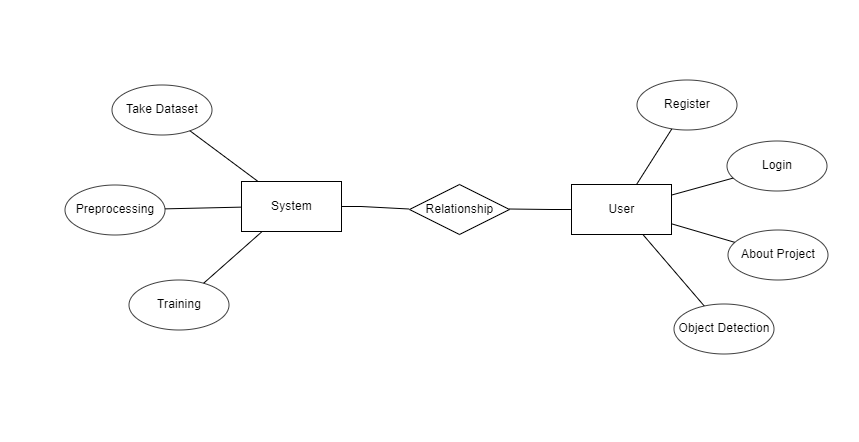 Take Dataset
Preprocessing
Training
System
Relationship
User
Register
Login
About Project
Object Detection